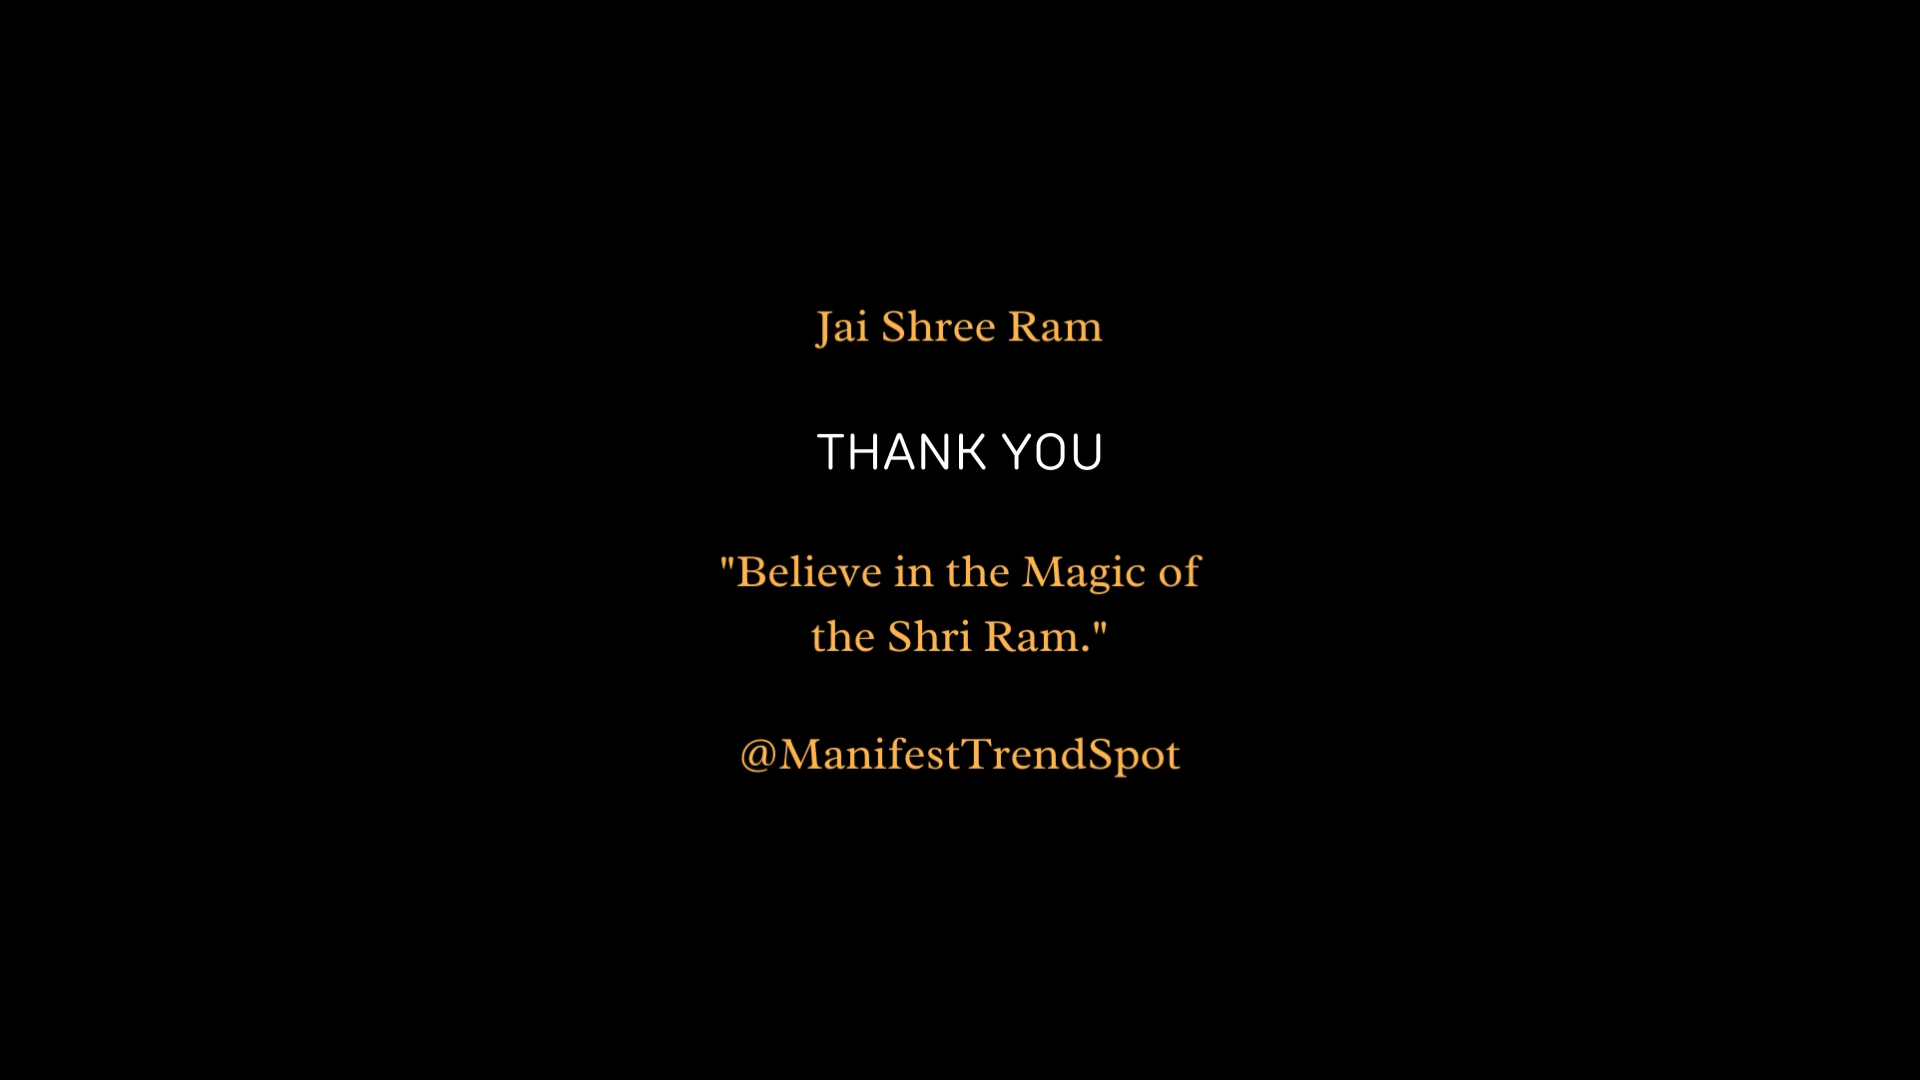 Jai Shree Ram
THANK YOU
"Believe in the Magic of
the Shri Ram."
@ManifestTrendSpot